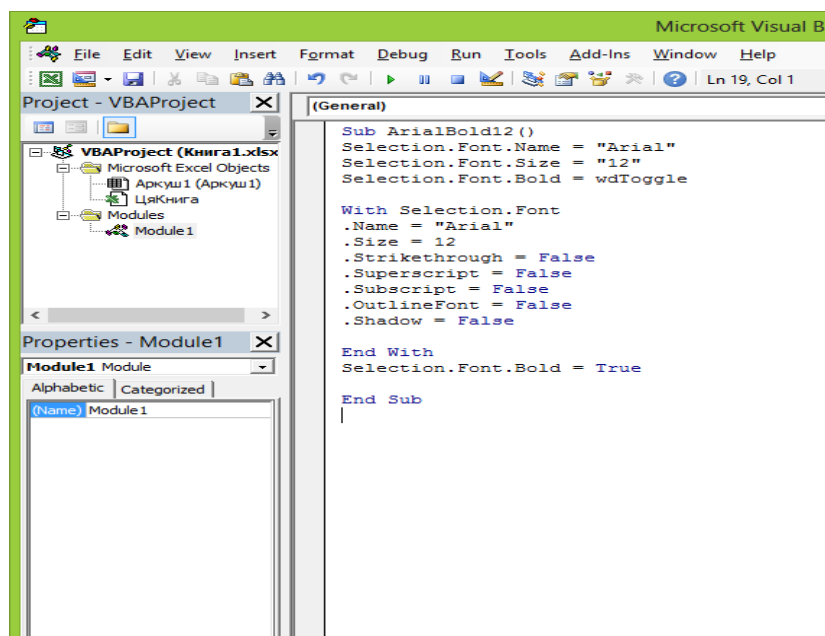 Microsoft Visual B
File Edit View Insert Format Debug Run Tools Add-Ins Window Help
Ln 19, Col 1
Project - VBAProject
VBAProject (Книга1.xlsx
Microsoft Excel Objects
Аркуш1 (Аркуш1)
ЦяКнига
Modules
Module1
Properties - Module1
Module1 Module
Alphabetic Categorized
(Name) Module1
(General)
Sub ArialBold12()
Selection.Font.Name = "Arial"
Selection.Font.Size = "12"
Selection.Font.Bold = wdToggle
With Selection.Font
.Name = "Arial"
.Size = 12
.Strikethrough = False
.Superscript = False
.Subscript = False
.OutlineFont = False
.Shadow = False
End With
Selection.Font.Bold = True
End Sub